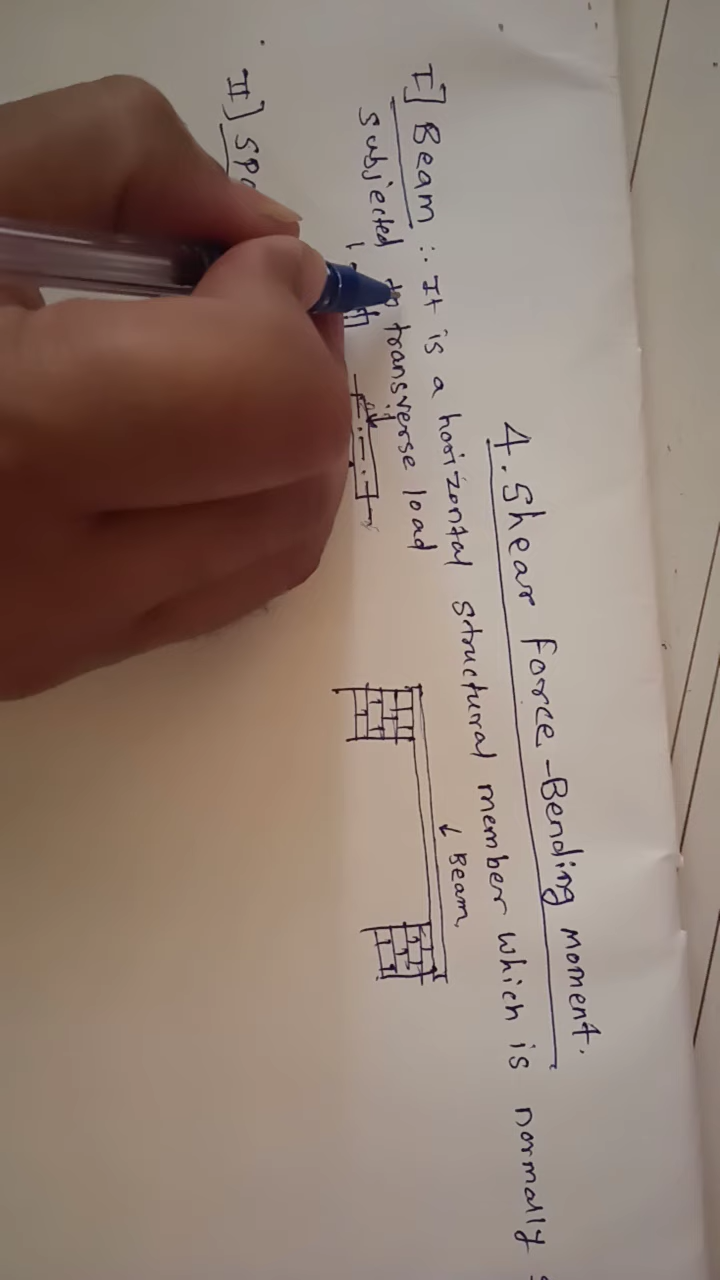 4. Shear force - Bending moment.
I] Beam :. It is a horizontal structural member which is normally
subjected to transverse load
↓ Beam.
II]